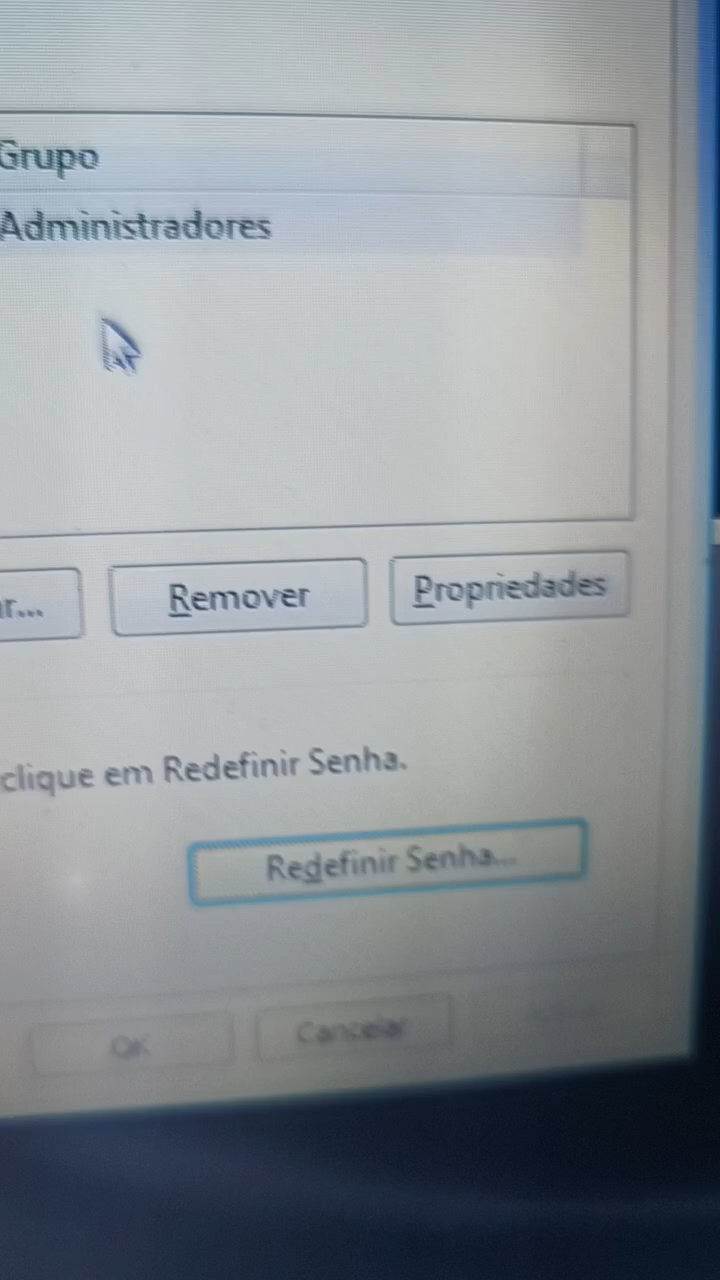 Grupo
Administradores
r...
Remover
Propriedades
clique em Redefinir Senha.
Redefinir Senha...
OK
Cancelar